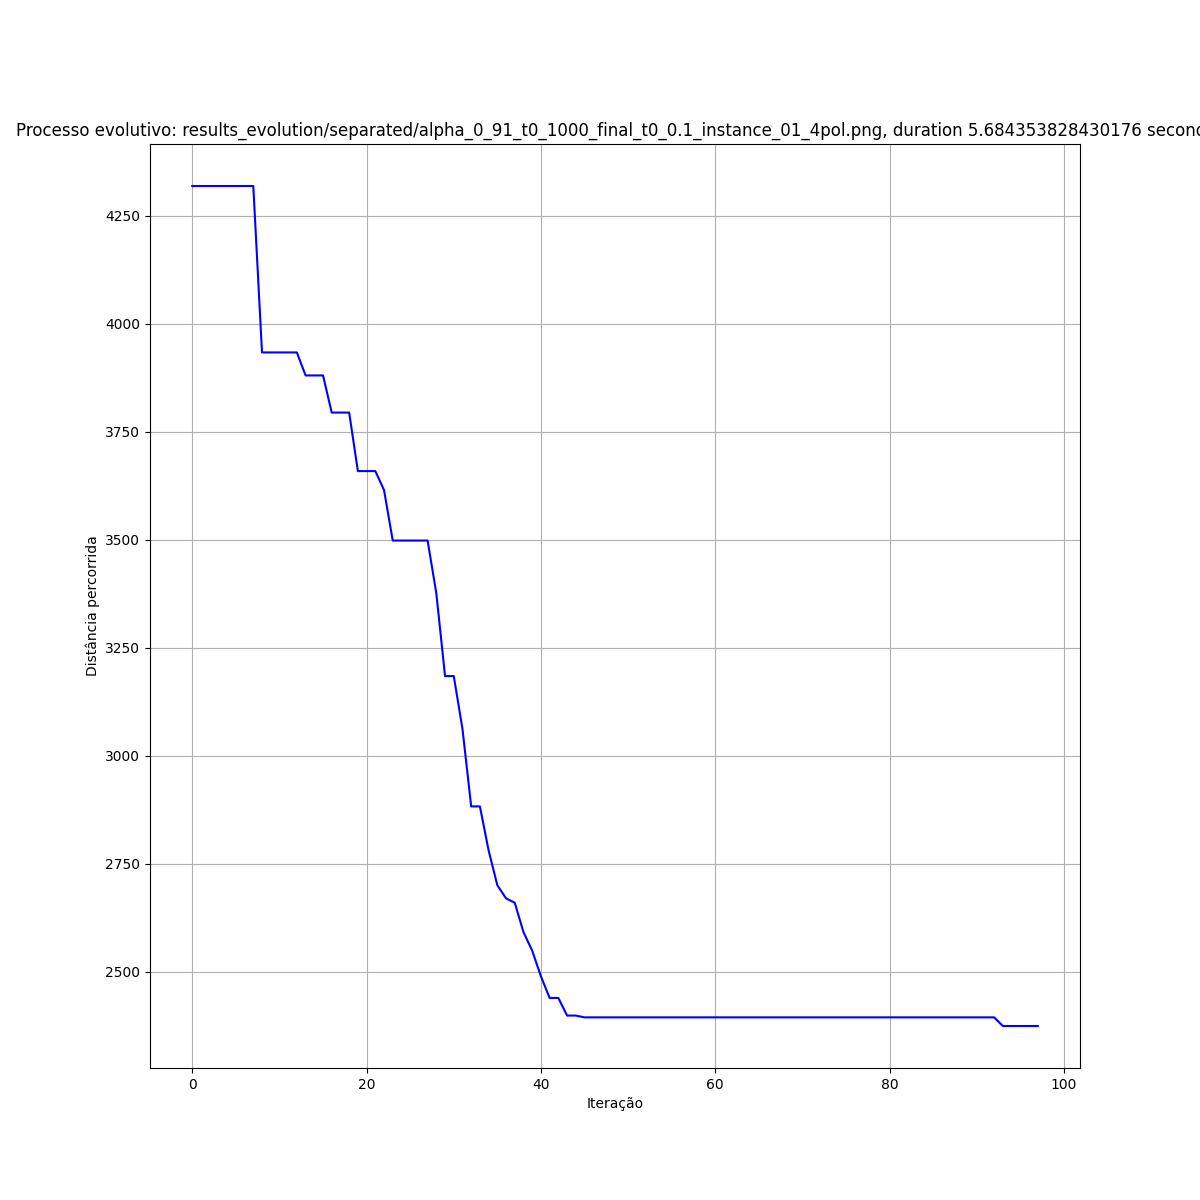 Processo evolutivo: results_evolution/separated/alpha_0_91_t0_1000_final_t0_0.1_instance_01_4pol.png, duration 5.684353828430176
4250
4000
3750
3500
3250
3000
2750
2500
Distância percorrida
0 20 40 60 80 100
Iteração